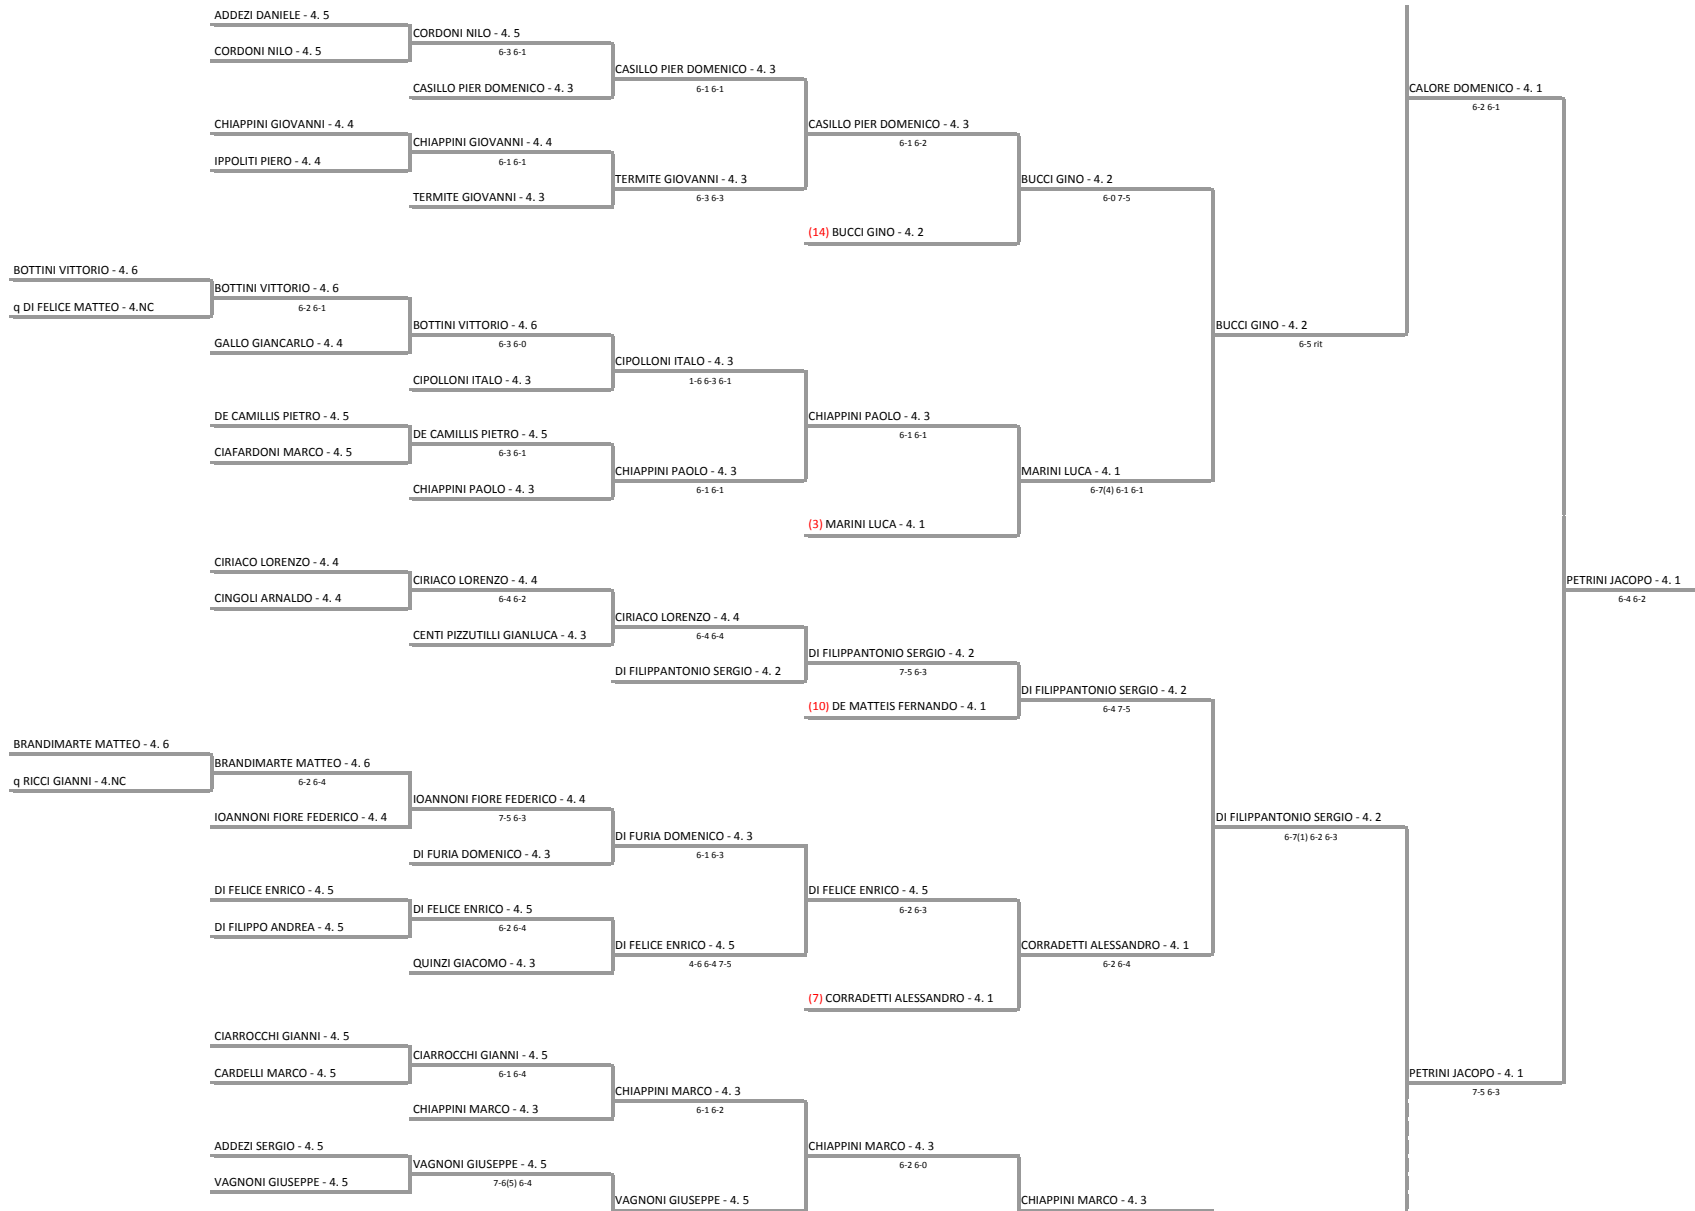 ADDEZI DANIELE - 4. 5
CORDONI NILO - 4. 5
CORDONI NILO - 4. 5
6-3 6-1
CASILLO PIER DOMENICO - 4. 3
CASILLO PIER DOMENICO - 4. 3
6-1 6-1
CALORE DOMENICO - 4. 1
6-2 6-1
CHIAPPINI GIOVANNI - 4. 4
CASILLO PIER DOMENICO - 4. 3
6-1 6-2
CHIAPPINI GIOVANNI - 4. 4
6-1 6-1
IPPOLITI PIERO - 4. 4
TERMITE GIOVANNI - 4. 3
6-3 6-3
BUCCI GINO - 4. 2
6-0 7-5
TERMITE GIOVANNI - 4. 3
(14) BUCCI GINO - 4. 2
BOTTINI VITTORIO - 4. 6
BOTTINI VITTORIO - 4. 6
6-2 6-1
q DI FELICE MATTEO - 4.NC
BOTTINI VITTORIO - 4. 6
6-3 6-0
BUCCI GINO - 4. 2
6-5 rit
GALLO GIANCARLO - 4. 4
CIPOLLONI ITALO - 4. 3
1-6 6-3 6-1
CIPOLLONI ITALO - 4. 3
DE CAMILLIS PIETRO - 4. 5
CHIAPPINI PAOLO - 4. 3
6-1 6-1
DE CAMILLIS PIETRO - 4. 5
6-3 6-1
CIAFARDONI MARCO - 4. 5
CHIAPPINI PAOLO - 4. 3
6-1 6-1
MARINI LUCA - 4. 1
6-7(4) 6-1 6-1
CHIAPPINI PAOLO - 4. 3
(3) MARINI LUCA - 4. 1
CIRIACO LORENZO - 4. 4
CIRIACO LORENZO - 4. 4
6-4 6-2
PETRINI JACOPO - 4. 1
6-4 6-2
CINGOLI ARNALDO - 4. 4
CIRIACO LORENZO - 4. 4
6-4 6-4
CENTI PIZZUTILLI GIANLUCA - 4. 3
DI FILIPPANTONIO SERGIO - 4. 2
7-5 6-3
DI FILIPPANTONIO SERGIO - 4. 2
DI FILIPPANTONIO SERGIO - 4. 2
6-4 7-5
(10) DE MATTEIS FERNANDO - 4. 1
BRANDIMARTE MATTEO - 4. 6
BRANDIMARTE MATTEO - 4. 6
6-2 6-4
q RICCI GIANNI - 4.NC
IOANNONI FIORE FEDERICO - 4. 4
7-5 6-3
IOANNONI FIORE FEDERICO - 4. 4
DI FILIPPANTONIO SERGIO - 4. 2
6-7(1) 6-2 6-3
DI FURIA DOMENICO - 4. 3
6-1 6-3
DI FURIA DOMENICO - 4. 3
DI FELICE ENRICO - 4. 5
DI FELICE ENRICO - 4. 5
6-2 6-3
DI FELICE ENRICO - 4. 5
6-2 6-4
DI FILIPPO ANDREA - 4. 5
DI FELICE ENRICO - 4. 5
4-6 6-4 7-5
CORRADETTI ALESSANDRO - 4. 1
6-2 6-4
QUINZI GIACOMO - 4. 3
(7) CORRADETTI ALESSANDRO - 4. 1
CIARROCCHI GIANNI - 4. 5
CIARROCCHI GIANNI - 4. 5
6-1 6-4
CARDELLI MARCO - 4. 5
PETRINI JACOPO - 4. 1
7-5 6-3
CHIAPPINI MARCO - 4. 3
6-1 6-2
CHIAPPINI MARCO - 4. 3
ADDEZI SERGIO - 4. 5
CHIAPPINI MARCO - 4. 3
6-2 6-0
VAGNONI GIUSEPPE - 4. 5
7-6(5) 6-4
VAGNONI GIUSEPPE - 4. 5
VAGNONI GIUSEPPE - 4. 5
CHIAPPINI MARCO - 4. 3